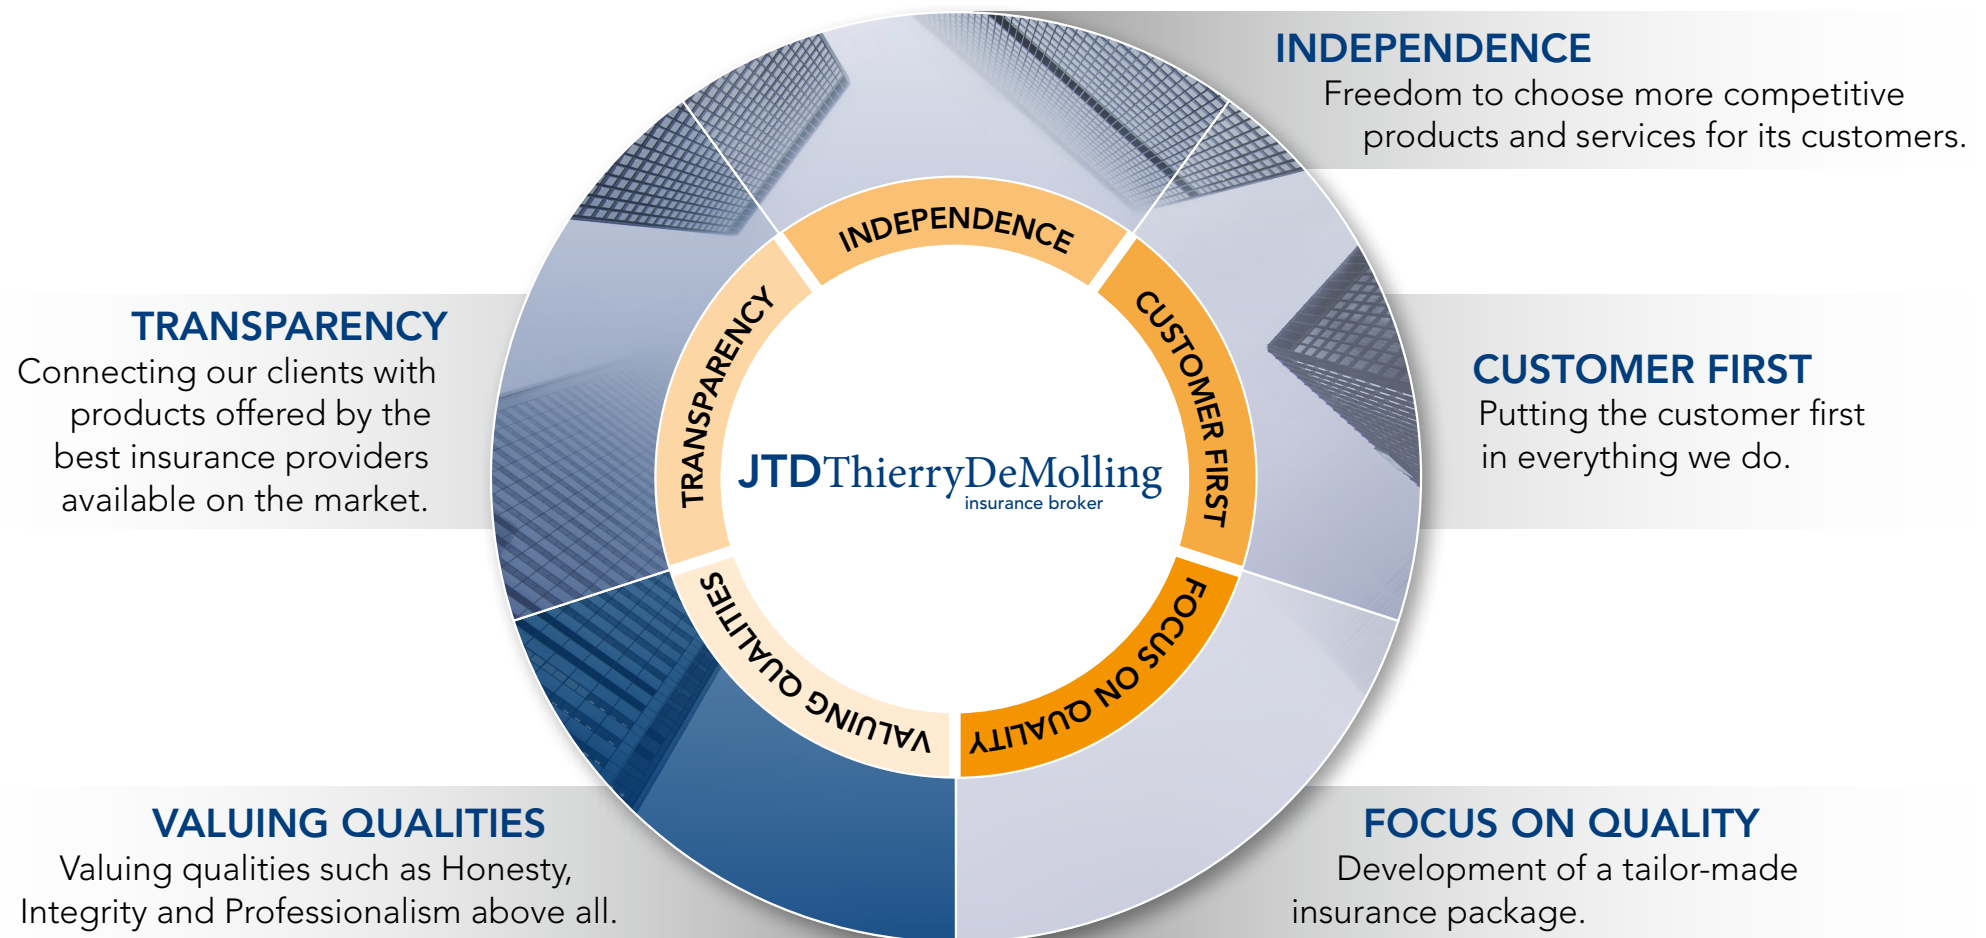 INDEPENDENCE
Freedom to choose more competitive
products and services for its customers.
TRANSPARENCY
Connecting our clients with
products offered by the
best insurance providers
available on the market.
CUSTOMER FIRST
Putting the customer first
in everything we do.
VALUING QUALITIES
Valuing qualities such as Honesty,
Integrity and Professionalism above all.
FOCUS ON QUALITY
Development of a tailor-made
insurance package.
INDEPENDENCE
CUSTOMER FIRST
FOCUS ON QUALITY
VALUING QUALITIES
TRANSPARENCY
JTDThierryDeMolling
insurance broker